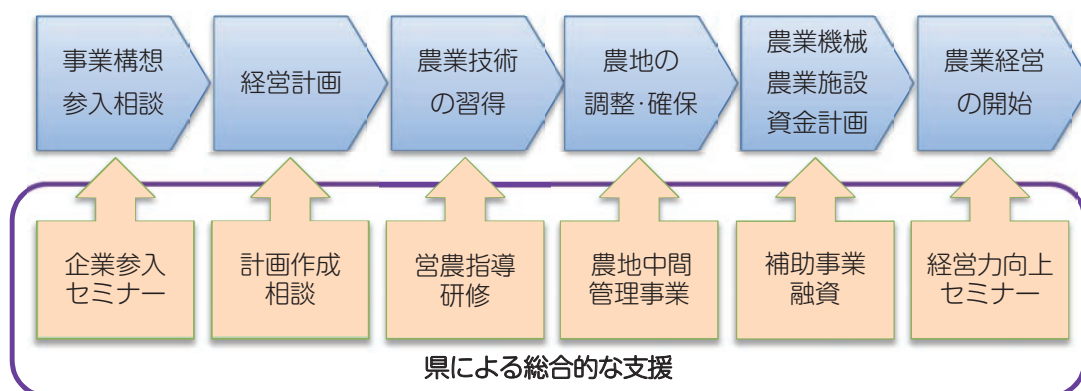 事業構想
参入相談
経営計画
農業技術
の習得
農地の
調整・確保
農業機械
農業施設
資金計画
農業経営
の開始
企業参入
セミナー
計画作成
相談
営農指導
研修
農地中間
管理事業
補助事業
融資
経営力向上
セミナー
県による総合的な支援